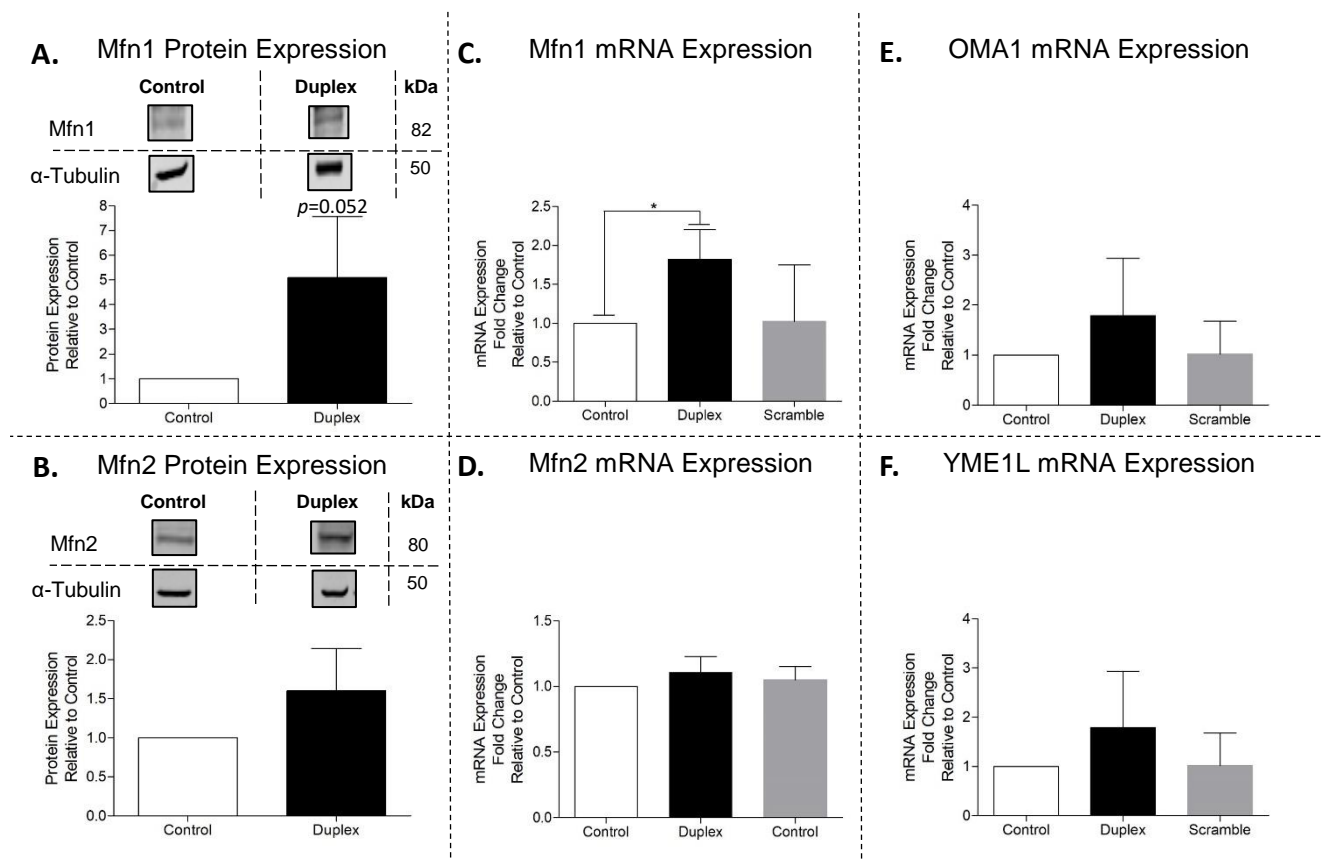 A. Mfn1 Protein Expression
Control Duplex kDa
Mfn1 82
α-Tubulin 50
p=0.052
8
7
6
5
4
3
2
1
0
Protein Expression
Relative to Control
Control Duplex
C. Mfn1 mRNA Expression
*
2.5
2.0
1.5
1.0
0.5
0.0
mRNA Expression
Fold Change
Relative to Control
Control Duplex Scramble
E. OMA1 mRNA Expression
4
3
2
1
0
mRNA Expression
Fold Change
Relative to Control
Control Duplex Scramble
B. Mfn2 Protein Expression
Control Duplex kDa
Mfn2 80
α-Tubulin 50
2.5
2.0
1.5
1.0
0.5
0.0
Protein Expression
Relative to Control
Control Duplex
D. Mfn2 mRNA Expression
1.5
1.0
0.5
0.0
mRNA Expression
Fold Change
Relative to Control
Control Duplex Control
F. YME1L mRNA Expression
4
3
2
1
0
mRNA Expression
Fold Change
Relative to Control
Control Duplex Scramble